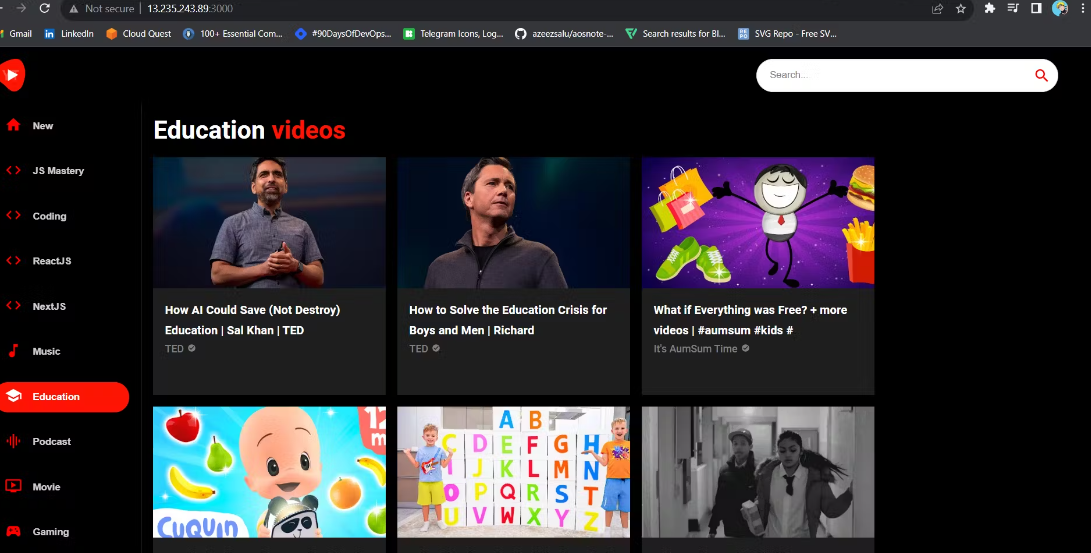 Not secure | 13.235.243.89:3000
Gmail
LinkedIn
Cloud Quest
100+ Essential Com...
#90DaysOfDevOps...
Telegram Icons, Log...
azeezsalu/aosnote-...
Search results for Bl...
SVG Repo - Free SV...
Search...
New
JS Mastery
Coding
ReactJS
NextJS
Music
Education
Podcast
Movie
Gaming
Education videos
How AI Could Save (Not Destroy)
Education | Sal Khan | TED
TED
How to Solve the Education Crisis for
Boys and Men | Richard
TED
What if Everything was Free? + more
videos | #aumsum #kids #
It's AumSum Time
CUQUIN
A B
C D E F G H
I J K L M N
O P Q R S T
U V W X Y Z